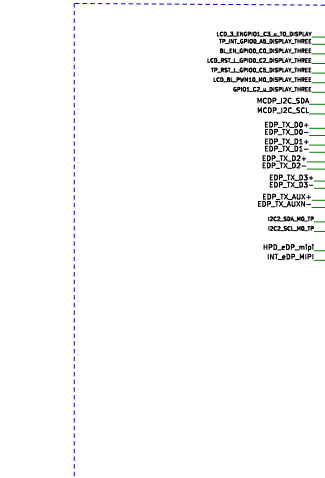 LCD_3_ENGPIO1_C3_u_TO_DISPLAY
TP_INT_GPIO0_A6_DISPLAY_THREE
BL_EN_GPIO0_C0_DISPLAY_THREE
LCD_RST_L_GPIO0_C2_DISPLAY_THREE
TP_RST_L_GPIO0_C5_DISPLAY_THREE
LCD_BL_PWM10_M0_DISPLAY_THREE
GPIO1_C2_u_DISPLAY_THREE
MCDP_I2C_SDA
MCDP_I2C_SCL
EDP_TX_D0+
EDP_TX_D0-
EDP_TX_D1+
EDP_TX_D1-
EDP_TX_D2+
EDP_TX_D2-
EDP_TX_D3+
EDP_TX_D3-
EDP_TX_AUX+
EDP_TX_AUXN-
I2C2_SDA_M0_TP
I2C2_SCL_M0_TP
HPD_eDP_mipi
INT_eDP_MIPI